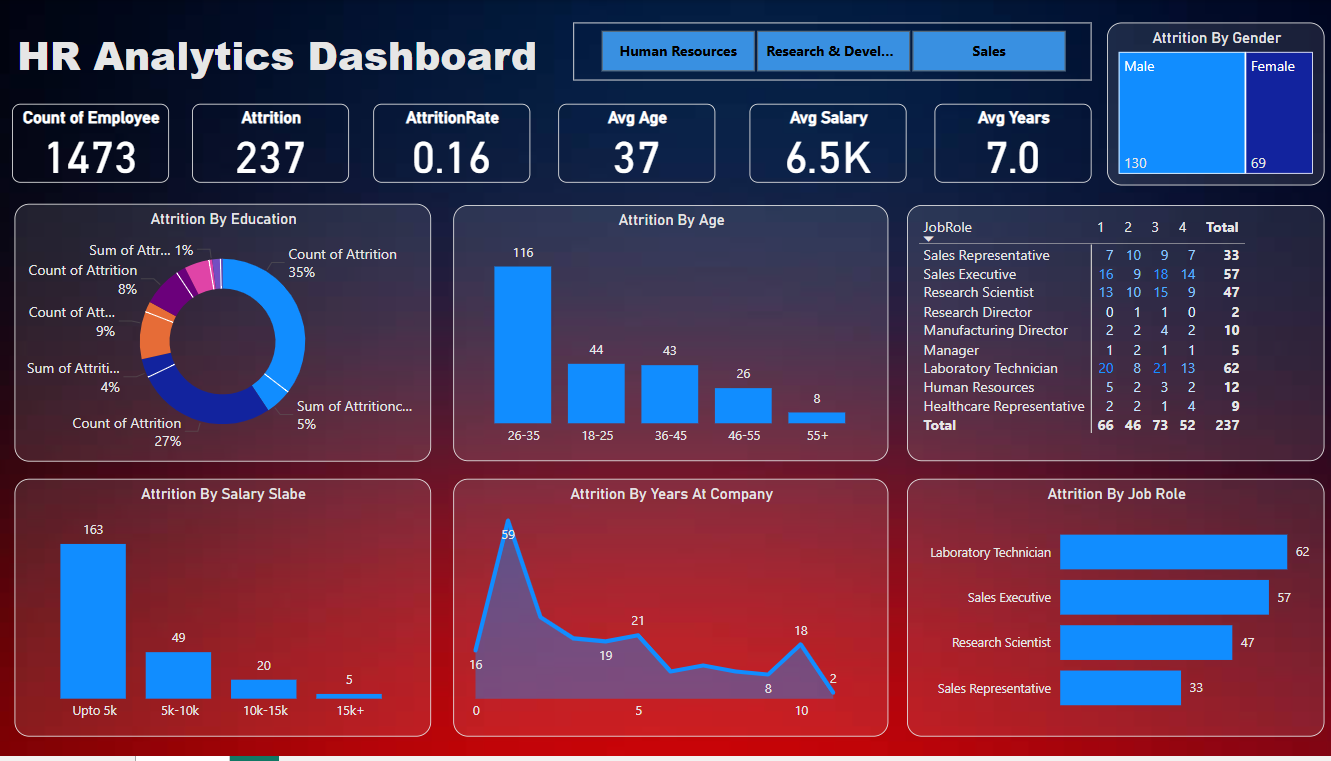 HR Analytics Dashboard
Human Resources
Research & Devel...
Sales
Attrition By Gender
Male
Female
130
69
Count of Employee
1473
Attrition
237
AttritionRate
0.16
Avg Age
37
Avg Salary
6.5K
Avg Years
7.0
Attrition By Education
Sum of Attr... 1%
Count of Attrition
35%
Count of Attrition
8%
Count of Att...
9%
Sum of Attriti...
4%
Count of Attrition
27%
Sum of Attritionc...
5%
Attrition By Age
116
44
43
26
8
26-35
18-25
36-45
46-55
55+
JobRole 1 2 3 4 Total
Sales Representative 7 10 9 7 33
Sales Executive 16 9 18 14 57
Research Scientist 13 10 15 9 47
Research Director 0 1 1 0 2
Manufacturing Director 2 2 4 2 10
Manager 1 2 1 1 5
Laboratory Technician 20 8 21 13 62
Human Resources 5 2 3 2 12
Healthcare Representative 2 2 1 4 9
Total 66 46 73 52 237
Attrition By Salary Slabe
163
49
20
5
Upto 5k
5k-10k
10k-15k
15k+
Attrition By Years At Company
59
16
19
21
8
18
2
0
5
10
Attrition By Job Role
Laboratory Technician 62
Sales Executive 57
Research Scientist 47
Sales Representative 33